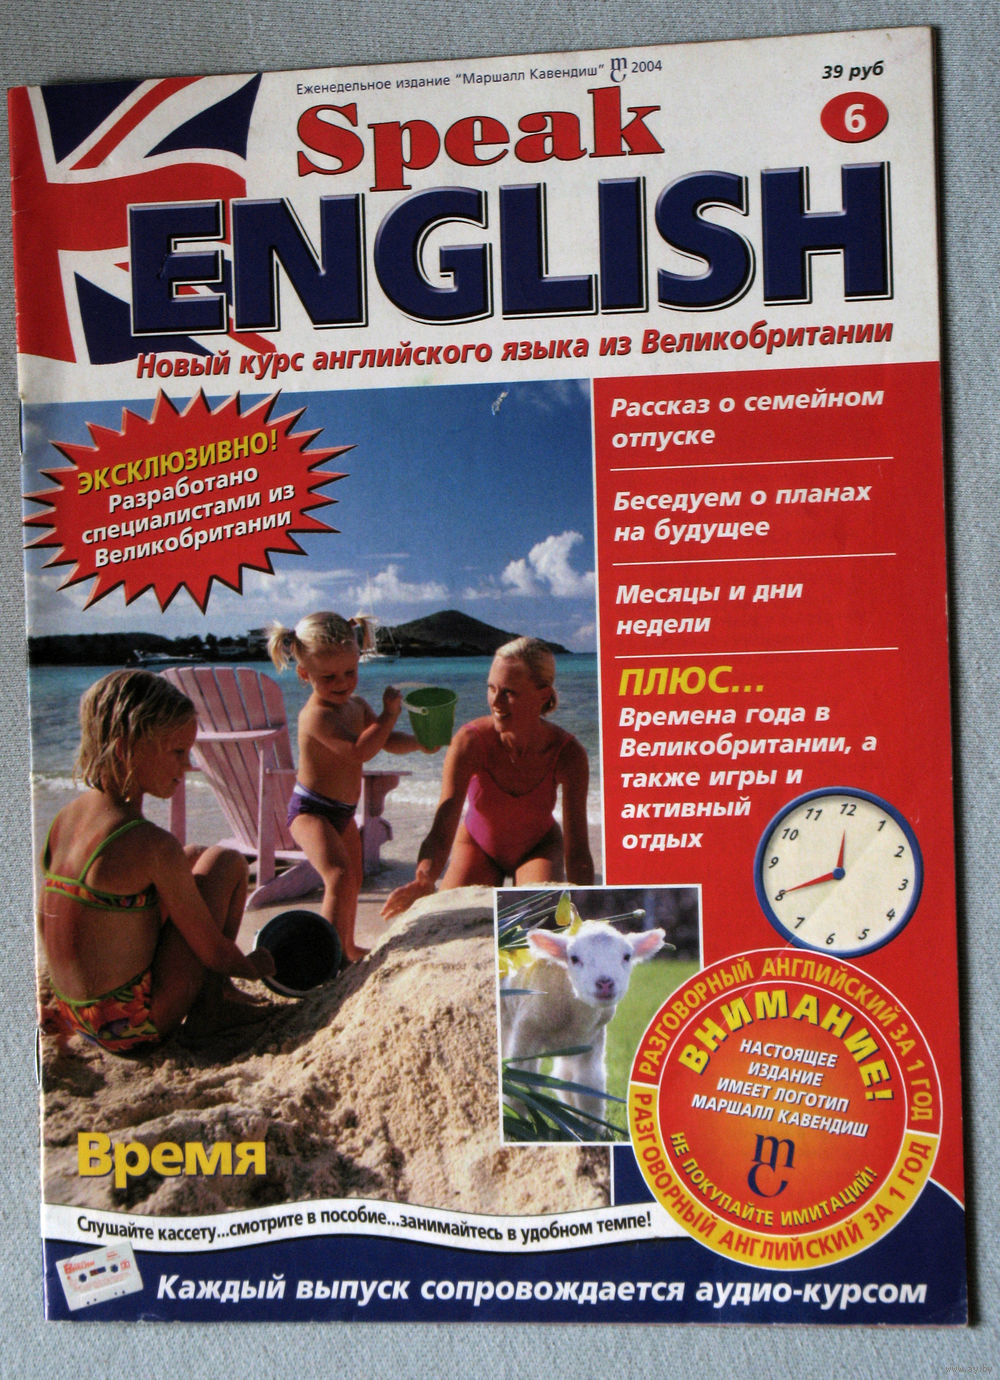 Еженедельное издание "Маршалл Кавендиш" mc 2004
39 руб
6
Speak
ENGLISH
Новый курс английского языка из Великобритании
ЭКСКЛЮЗИВНО!
Разработано
специалистами из
Великобритании
Рассказ о семейном
отпуске
Беседуем о планах
на будущее
Месяцы и дни
недели
ПЛЮС...
Времена года в
Великобритании, а
также игры и
активный
отдых
12
1
2
3
4
5
6
7
8
9
10
11
РАЗГОВОРНЫЙ АНГЛИЙСКИЙ ЗА 1 ГОД
ВНИМАНИЕ!
НАСТОЯЩЕЕ
ИЗДАНИЕ
ИМЕЕТ ЛОГОТИП
МАРШАЛЛ КАВЕНДИШ
mc
НЕ ПОКУПАЙТЕ ИМИТАЦИЙ!
РАЗГОВОРНЫЙ АНГЛИЙСКИЙ ЗА 1 ГОД
Время
Слушайте кассету...смотрите в пособие...занимайтесь в удобном темпе!
Каждый выпуск сопровождается аудио-курсом